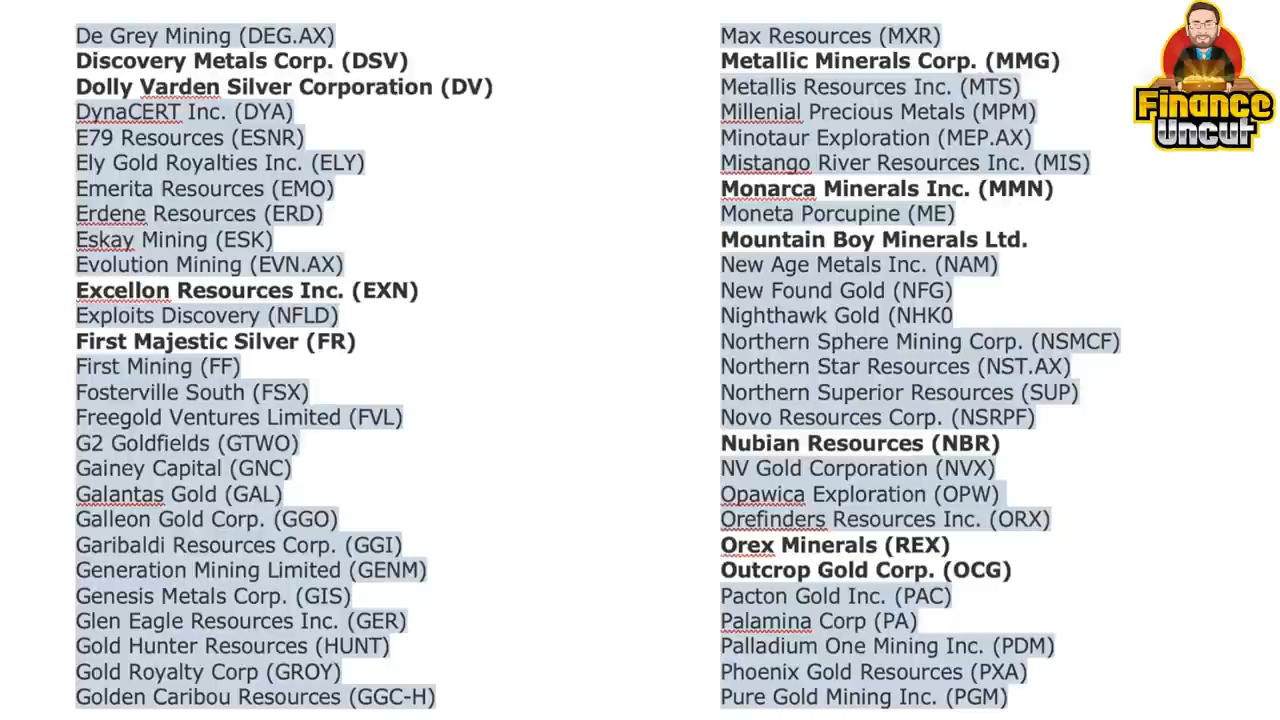 De Grey Mining (DEG.AX)
Discovery Metals Corp. (DSV)
Dolly Varden Silver Corporation (DV)
DynaCERT Inc. (DYA)
E79 Resources (ESNR)
Ely Gold Royalties Inc. (ELY)
Emerita Resources (EMO)
Erdene Resources (ERD)
Eskay Mining (ESK)
Evolution Mining (EVN.AX)
Excellon Resources Inc. (EXN)
Exploits Discovery (NFLD)
First Majestic Silver (FR)
First Mining (FF)
Fosterville South (FSX)
Freegold Ventures Limited (FVL)
G2 Goldfields (GTWO)
Gainey Capital (GNC)
Galantas Gold (GAL)
Galleon Gold Corp. (GGO)
Garibaldi Resources Corp. (GGI)
Generation Mining Limited (GENM)
Genesis Metals Corp. (GIS)
Glen Eagle Resources Inc. (GER)
Gold Hunter Resources (HUNT)
Gold Royalty Corp (GROY)
Golden Caribou Resources (GGC-H)
Max Resources (MXR)
Metallic Minerals Corp. (MMG)
Metallis Resources Inc. (MTS)
Millenial Precious Metals (MPM)
Minotaur Exploration (MEP.AX)
Mistango River Resources Inc. (MIS)
Monarca Minerals Inc. (MMN)
Moneta Porcupine (ME)
Mountain Boy Minerals Ltd.
New Age Metals Inc. (NAM)
New Found Gold (NFG)
Nighthawk Gold (NHK0
Northern Sphere Mining Corp. (NSMCF)
Northern Star Resources (NST.AX)
Northern Superior Resources (SUP)
Novo Resources Corp. (NSRPF)
Nubian Resources (NBR)
NV Gold Corporation (NVX)
Opawica Exploration (OPW)
Orefinders Resources Inc. (ORX)
Orex Minerals (REX)
Outcrop Gold Corp. (OCG)
Pacton Gold Inc. (PAC)
Palamina Corp (PA)
Palladium One Mining Inc. (PDM)
Phoenix Gold Resources (PXA)
Pure Gold Mining Inc. (PGM)
Finance
Uncut